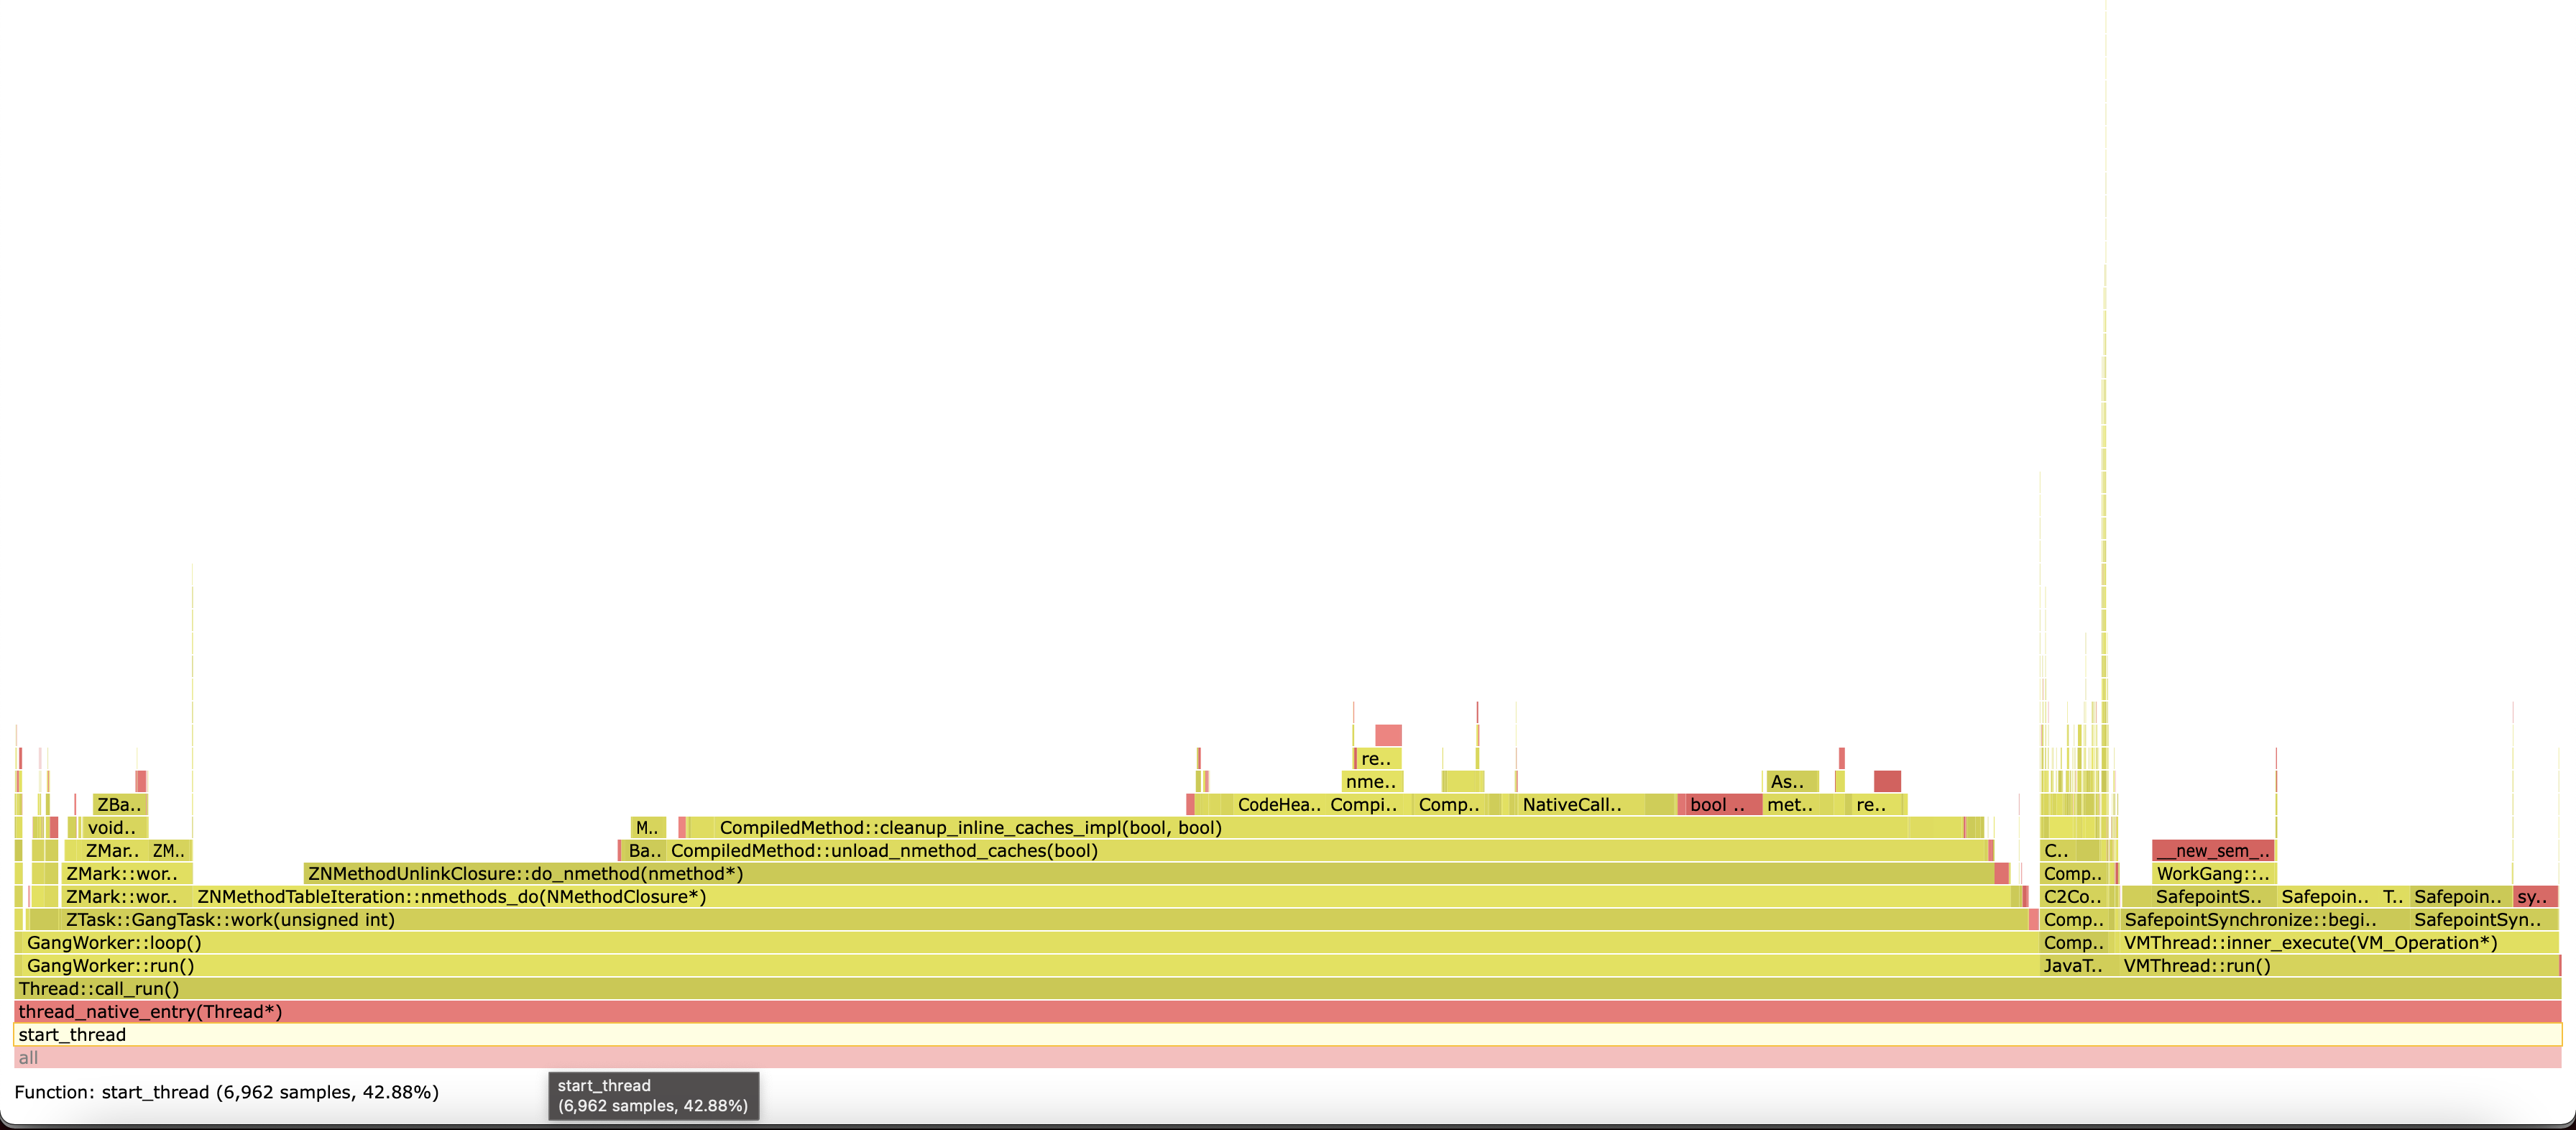 re..
nme.. As..
ZBa.. CodeHea.. Compi.. Comp.. NativeCall.. bool .. met.. re..
void.. M.. CompiledMethod::cleanup_inline_caches_impl(bool, bool)
ZMar.. ZM.. Ba.. CompiledMethod::unload_nmethod_caches(bool) C.. __new_sem_..
ZMark::wor.. ZNMethodUnlinkClosure::do_nmethod(nmethod*) Comp.. WorkGang::..
ZMark::wor.. ZNMethodTableIteration::nmethods_do(NMethodClosure*) C2Co.. SafepointS.. Safepoin.. T.. Safepoin.. sy..
ZTask::GangTask::work(unsigned int) Comp.. SafepointSynchronize::begi.. SafepointSyn..
GangWorker::loop() Comp.. VMThread::inner_execute(VM_Operation*)
GangWorker::run() JavaT.. VMThread::run()
Thread::call_run()
thread_native_entry(Thread*)
start_thread
all
Function: start_thread (6,962 samples, 42.88%)
start_thread
(6,962 samples, 42.88%)